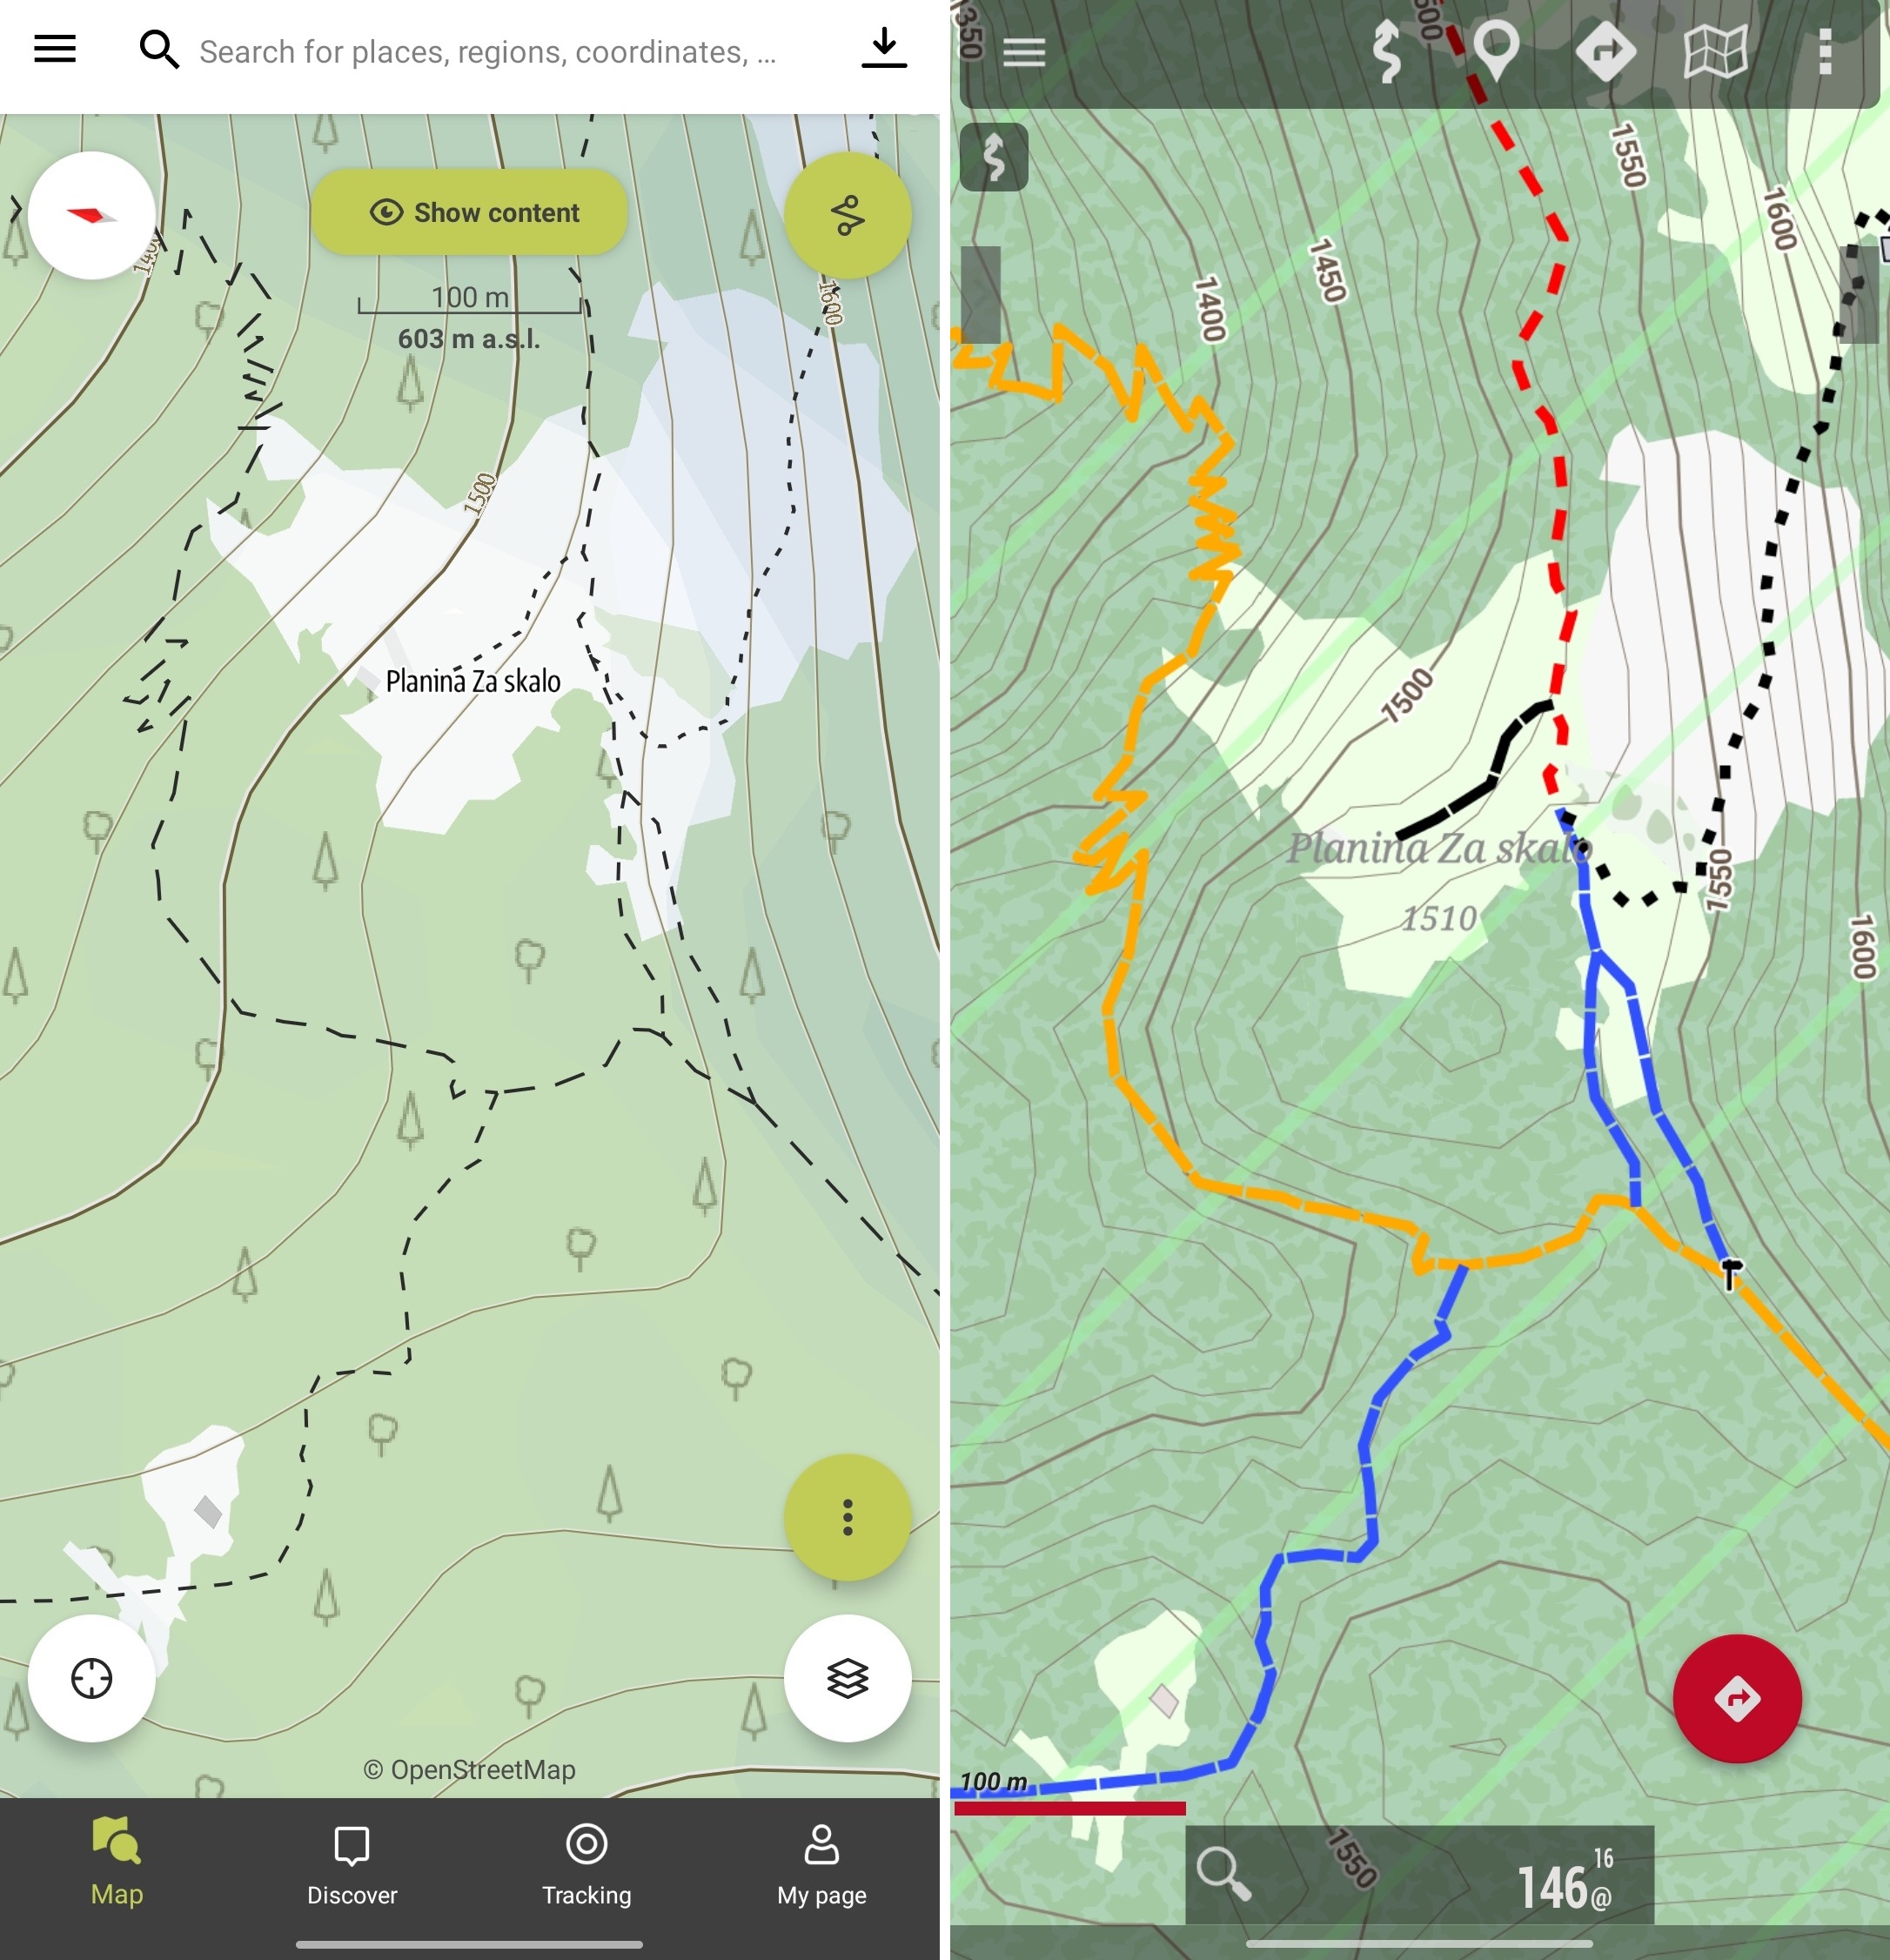 Search for places, regions, coordinates, ...
Show content
100 m
603 m a.s.l.
1600
1500
Planina Za skalo
© OpenStreetMap
Map
Discover
Tracking
My page
1350
1550
1600
1450
1400
1500
Planina Za skalo
1510
1550
1600
100 m
1550
16
146@